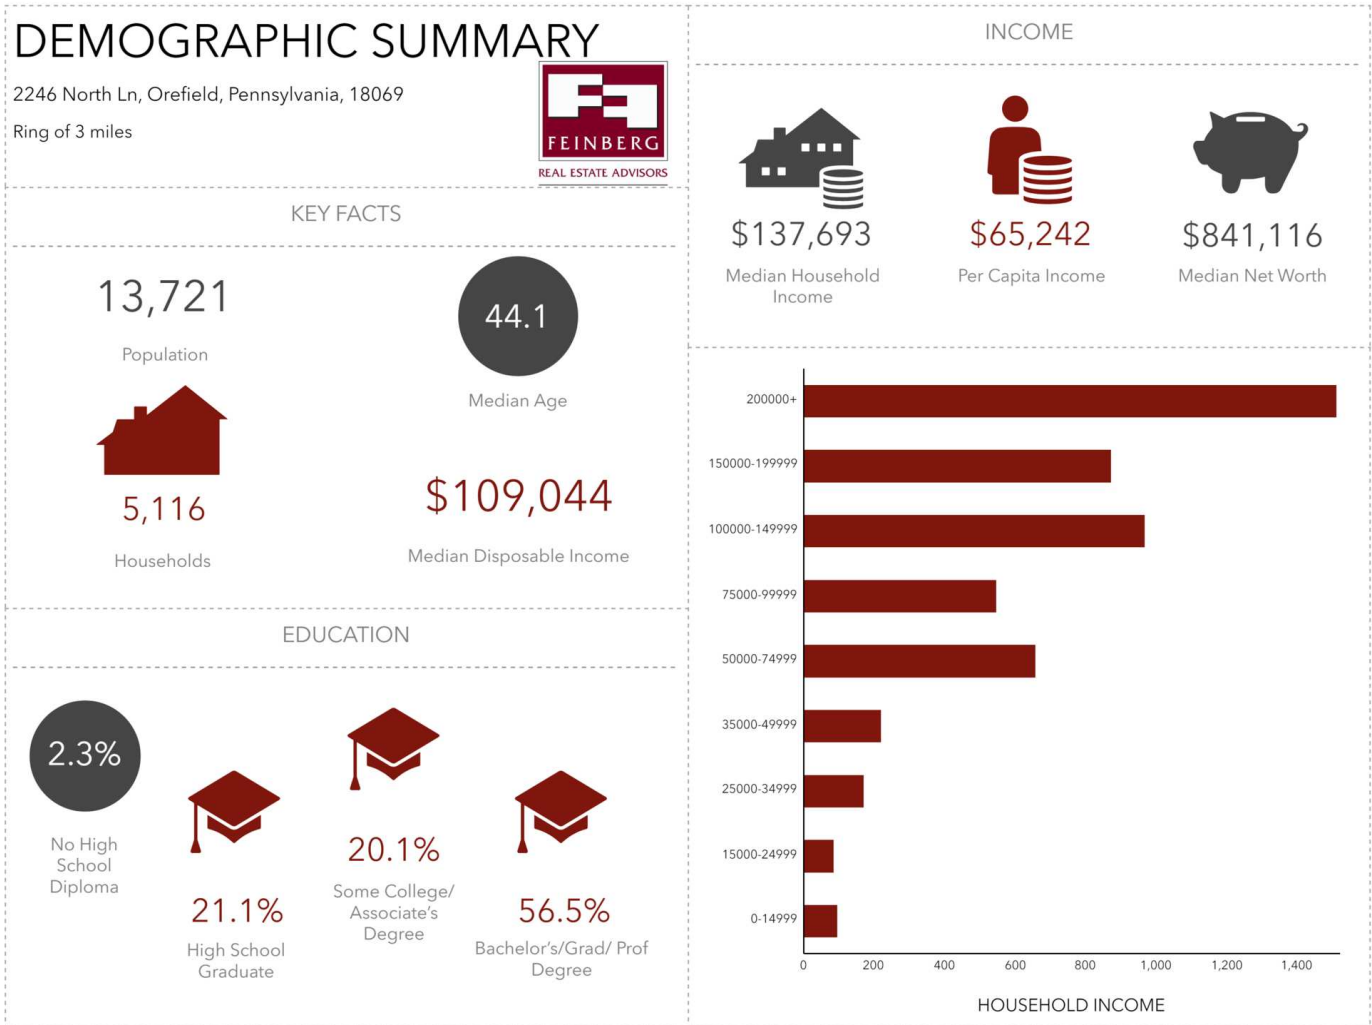 DEMOGRAPHIC SUMMARY
2246 North Ln, Orefield, Pennsylvania, 18069
Ring of 3 miles
FEINBERG
REAL ESTATE ADVISORS
KEY FACTS
13,721
Population
44.1
Median Age
5,116
Households
$109,044
Median Disposable Income
EDUCATION
2.3%
No High
School
Diploma
21.1%
High School
Graduate
20.1%
Some College/
Associate's
Degree
56.5%
Bachelor's/Grad/ Prof
Degree
INCOME
$137,693
Median Household
Income
$65,242
Per Capita Income
$841,116
Median Net Worth
200000+
150000-199999
100000-149999
75000-99999
50000-74999
35000-49999
25000-34999
15000-24999
0-14999
0 200 400 600 800 1,000 1,200 1,400
HOUSEHOLD INCOME